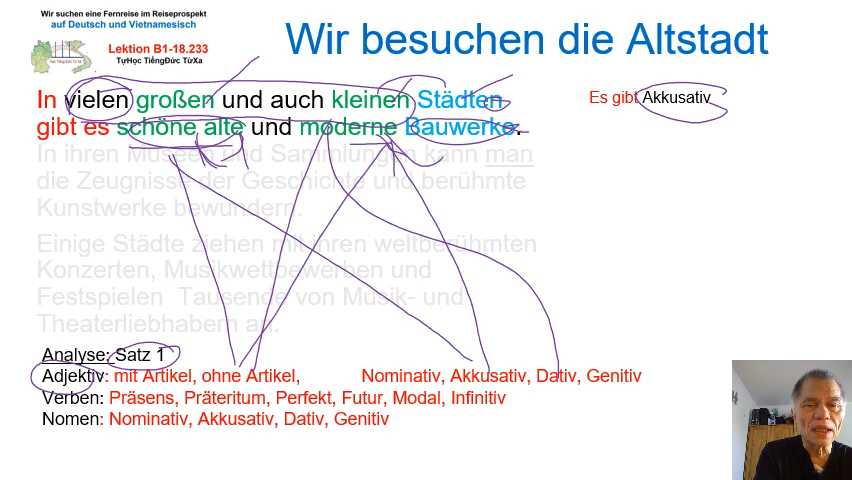 Wir suchen eine Fernreise im Reiseprospekt
auf Deutsch und Vietnamesisch
Lektion B1-18.233
TựHọc TiếngĐức TừXa
Wir besuchen die Altstadt
In vielen großen und auch kleinen Städten
gibt es schöne alte und moderne Bauwerke.
Es gibt Akkusativ
In ihren Museen und Sammlungen kann man
die Zeugnisse der Geschichte und berühmte
Kunstwerke bewundern.
Einige Städte ziehen mit ihren weltberühmten
Konzerten, Musikwettbewerben und
Festspielen Tausende von Musik- und
Theaterliebhabern an.
Analyse: Satz 1
Adjektiv: mit Artikel, ohne Artikel, Nominativ, Akkusativ, Dativ, Genitiv
Verben: Präsens, Präteritum, Perfekt, Futur, Modal, Infinitiv
Nomen: Nominativ, Akkusativ, Dativ, Genitiv